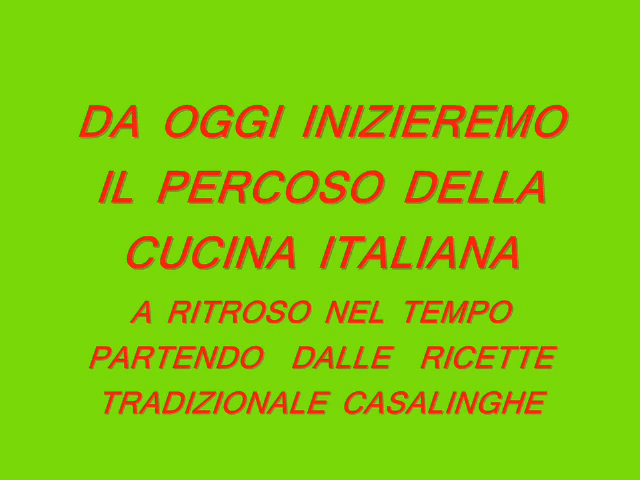 DA OGGI INIZIEREMO
IL PERCOSO DELLA
CUCINA ITALIANA
A RITROSO NEL TEMPO
PARTENDO DALLE RICETTE
TRADIZIONALE CASALINGHE